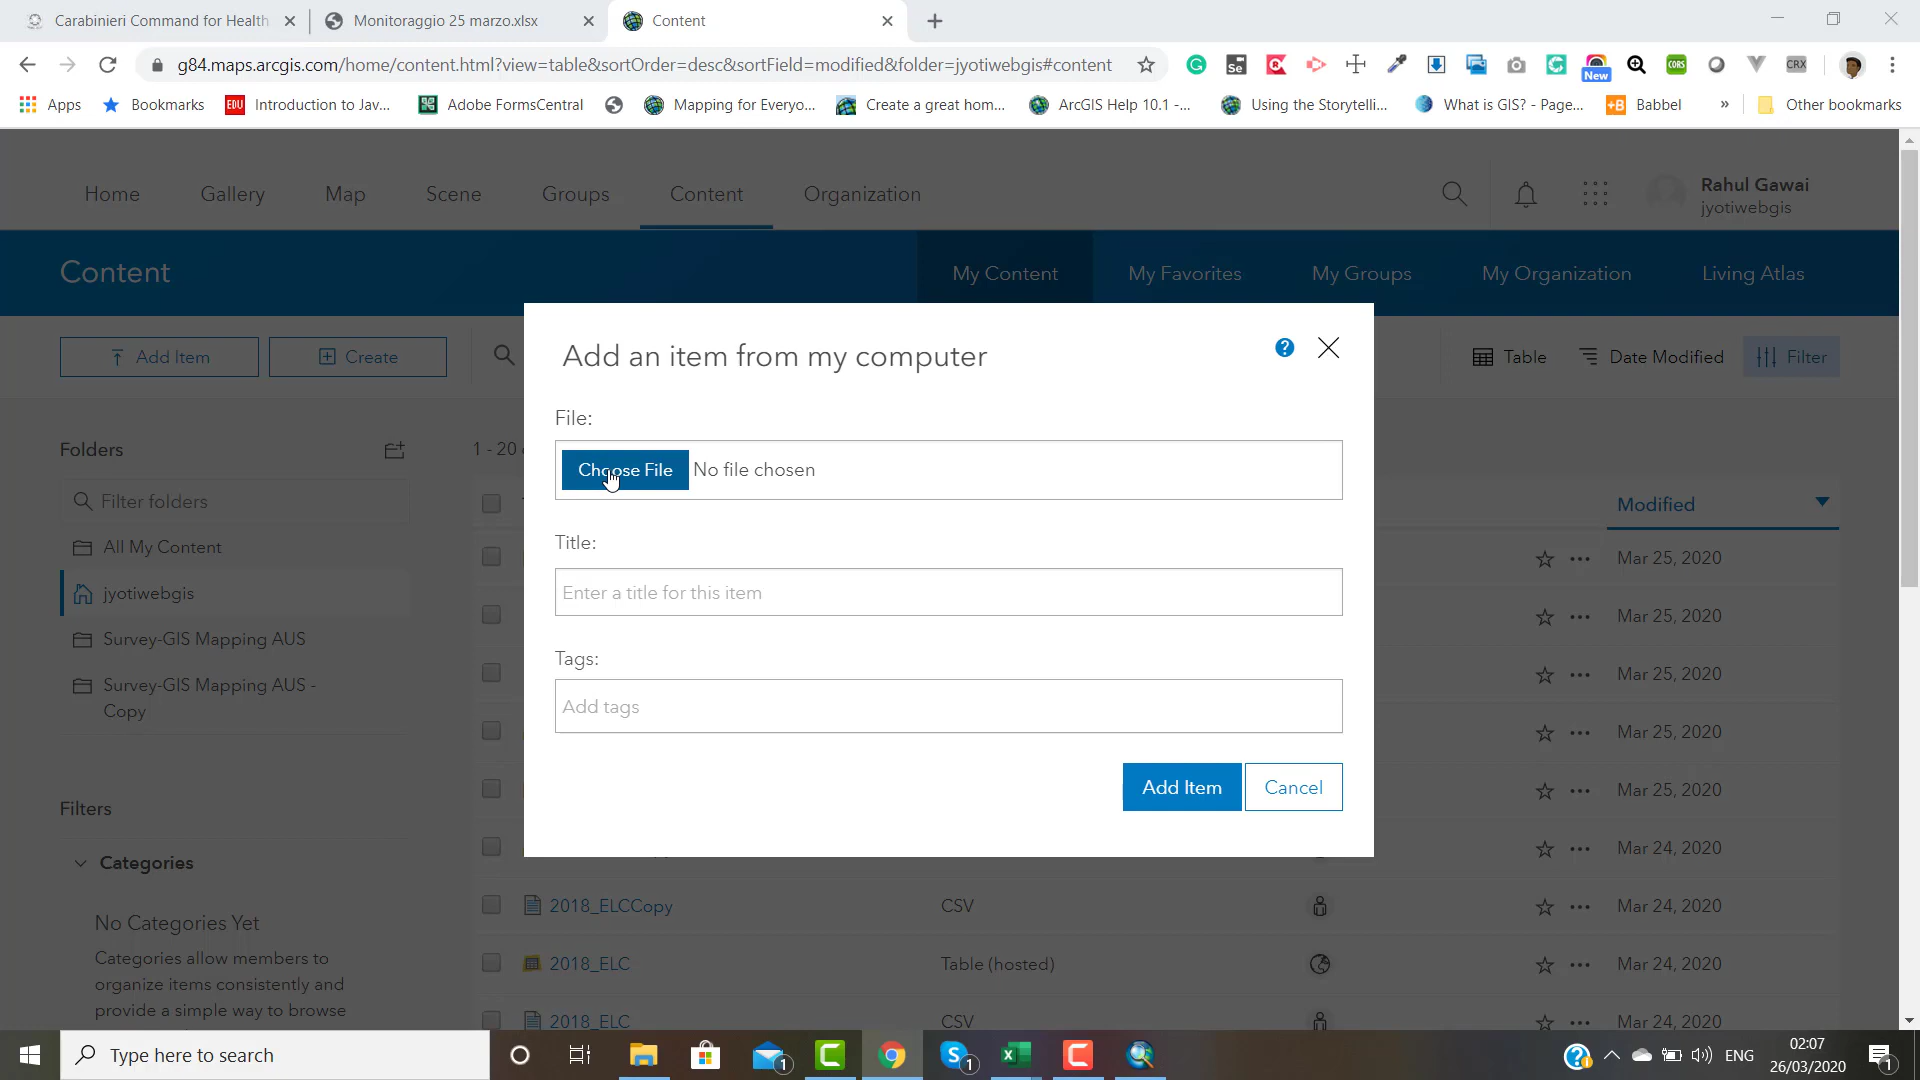 Carabinieri Command for Health
Monitoraggio 25 marzo.xlsx
Content
g84.maps.arcgis.com/home/content.html?view=table&sortOrder=desc&sortField=modified&folder=jyotiwebgis#content
Se
New
CORS
CRX
Apps
Bookmarks
EDU
Introduction to Jav...
Adobe FormsCentral
Mapping for Everyo...
Create a great hom...
ArcGIS Help 10.1 -...
Using the Storytelli...
What is GIS? - Page...
+B
Babbel
»
Other bookmarks
Home
Gallery
Map
Scene
Groups
Content
Organization
Rahul Gawai
jyotiwebgis
Content
My Content
My Favorites
My Groups
My Organization
Living Atlas
Add Item
Create
Table
Date Modified
Filter
Add an item from my computer
?
File:
Choose File
No file chosen
Title:
Enter a title for this item
Tags:
Add tags
Add Item
Cancel
Folders
Filter folders
All My Content
jyotiwebgis
Survey-GIS Mapping AUS
Survey-GIS Mapping AUS -
Copy
Filters
Categories
No Categories Yet
Categories allow members to
organize items consistently and
provide a simple way to browse
1 - 20
Modified
Mar 25, 2020
Mar 25, 2020
Mar 25, 2020
Mar 25, 2020
Mar 25, 2020
Mar 24, 2020
2018_ELCCopy
CSV
Mar 24, 2020
2018_ELC
Table (hosted)
Mar 24, 2020
2018_ELC
CSV
Mar 24, 2020
Type here to search
1
1
ENG
02:07
26/03/2020
1